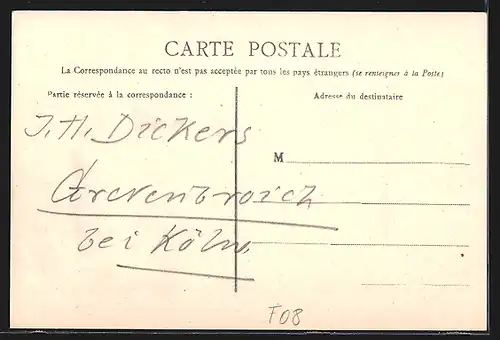 CARTE POSTALE
La Correspondance au recto n'est pas acceptée par tous les pays étrangers (se renseigner à la Poste)
Partie réservée à la correspondance :
Adresse du destinataire
J. H. Dickers
M
Grevenbroich
bei Köln.
F08